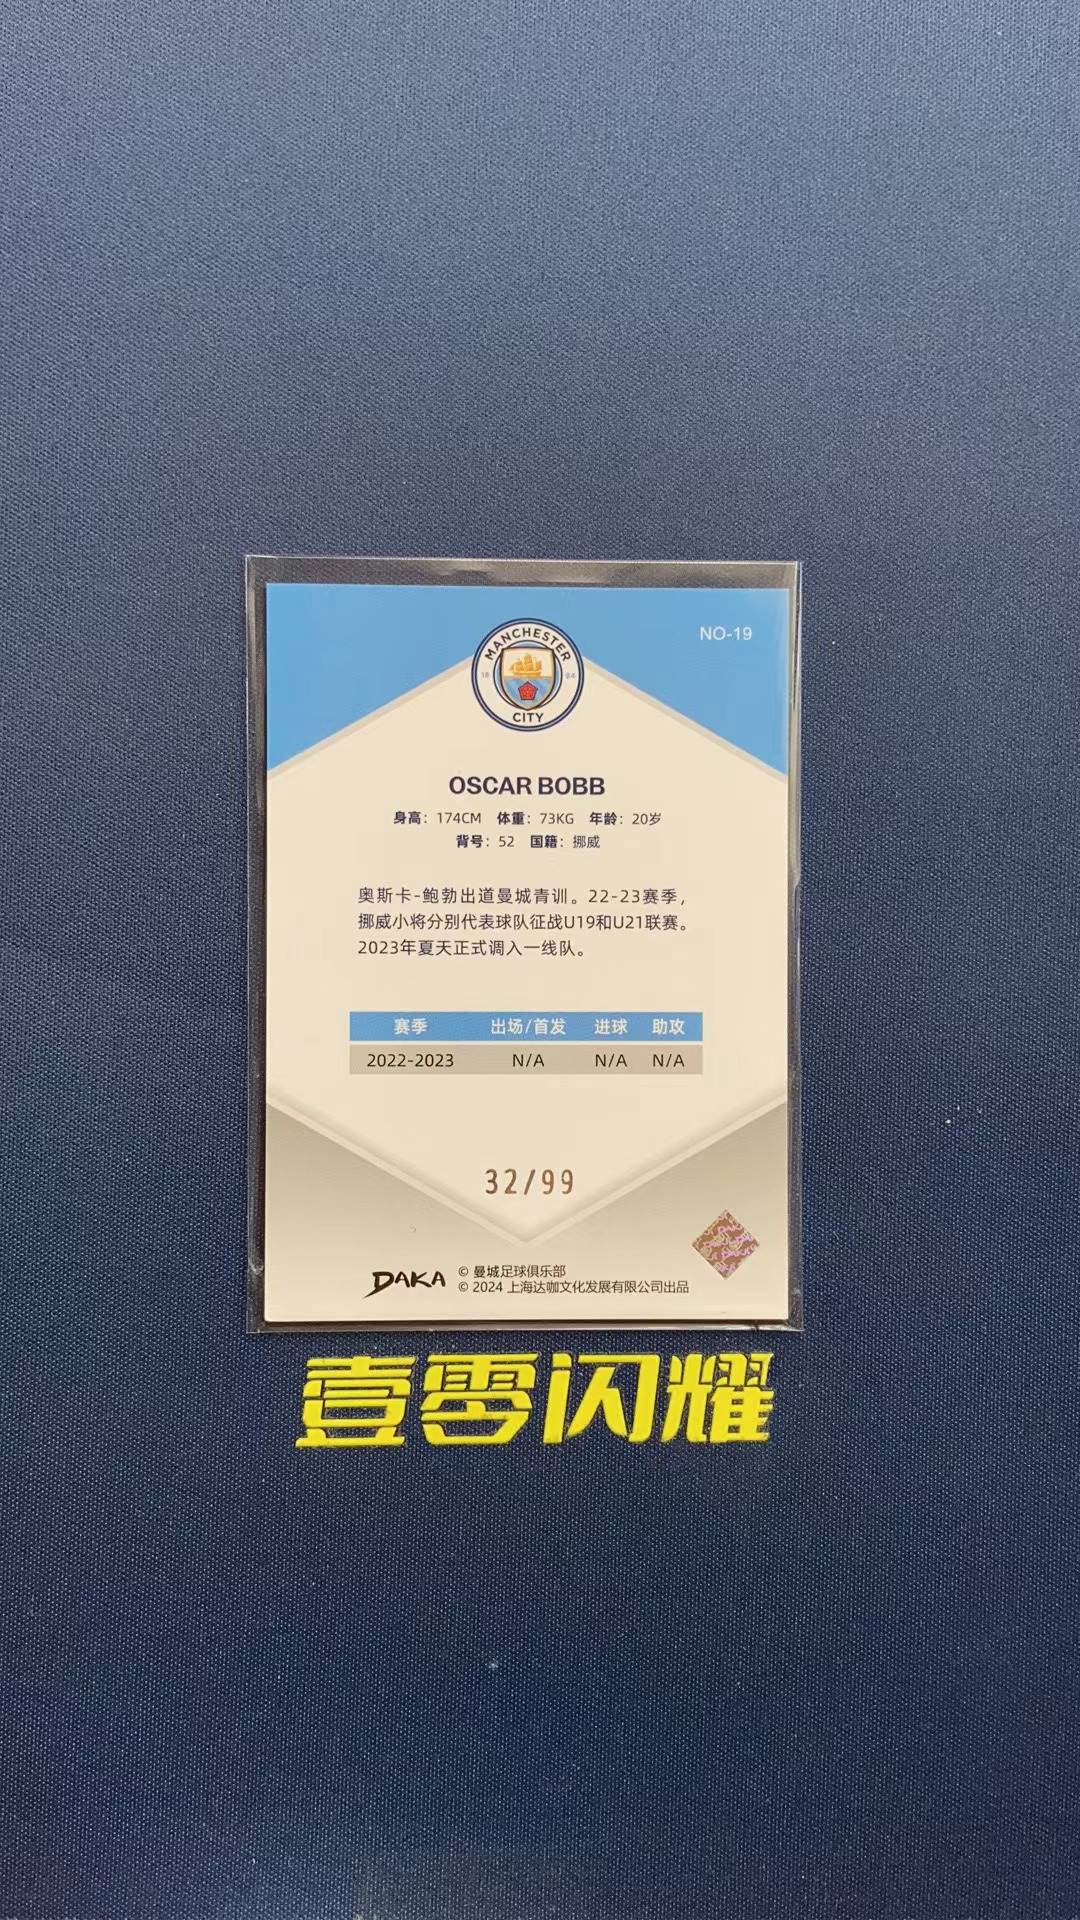 NO-19
MANCHESTER
18 94
CITY
OSCAR BOBB
身高：174CM 体重：73KG 年龄：20岁
背号：52 国籍：挪威
奥斯卡-鲍勃出道曼城青训。22-23赛季，
挪威小将分别代表球队征战U19和U21联赛。
2023年夏天正式调入一线队。
赛季 出场/首发 进球 助攻
2022-2023 N/A N/A N/A
32/99
DAKA © 曼城足球俱乐部
© 2024 上海达咖文化发展有限公司出品
壹零闪耀